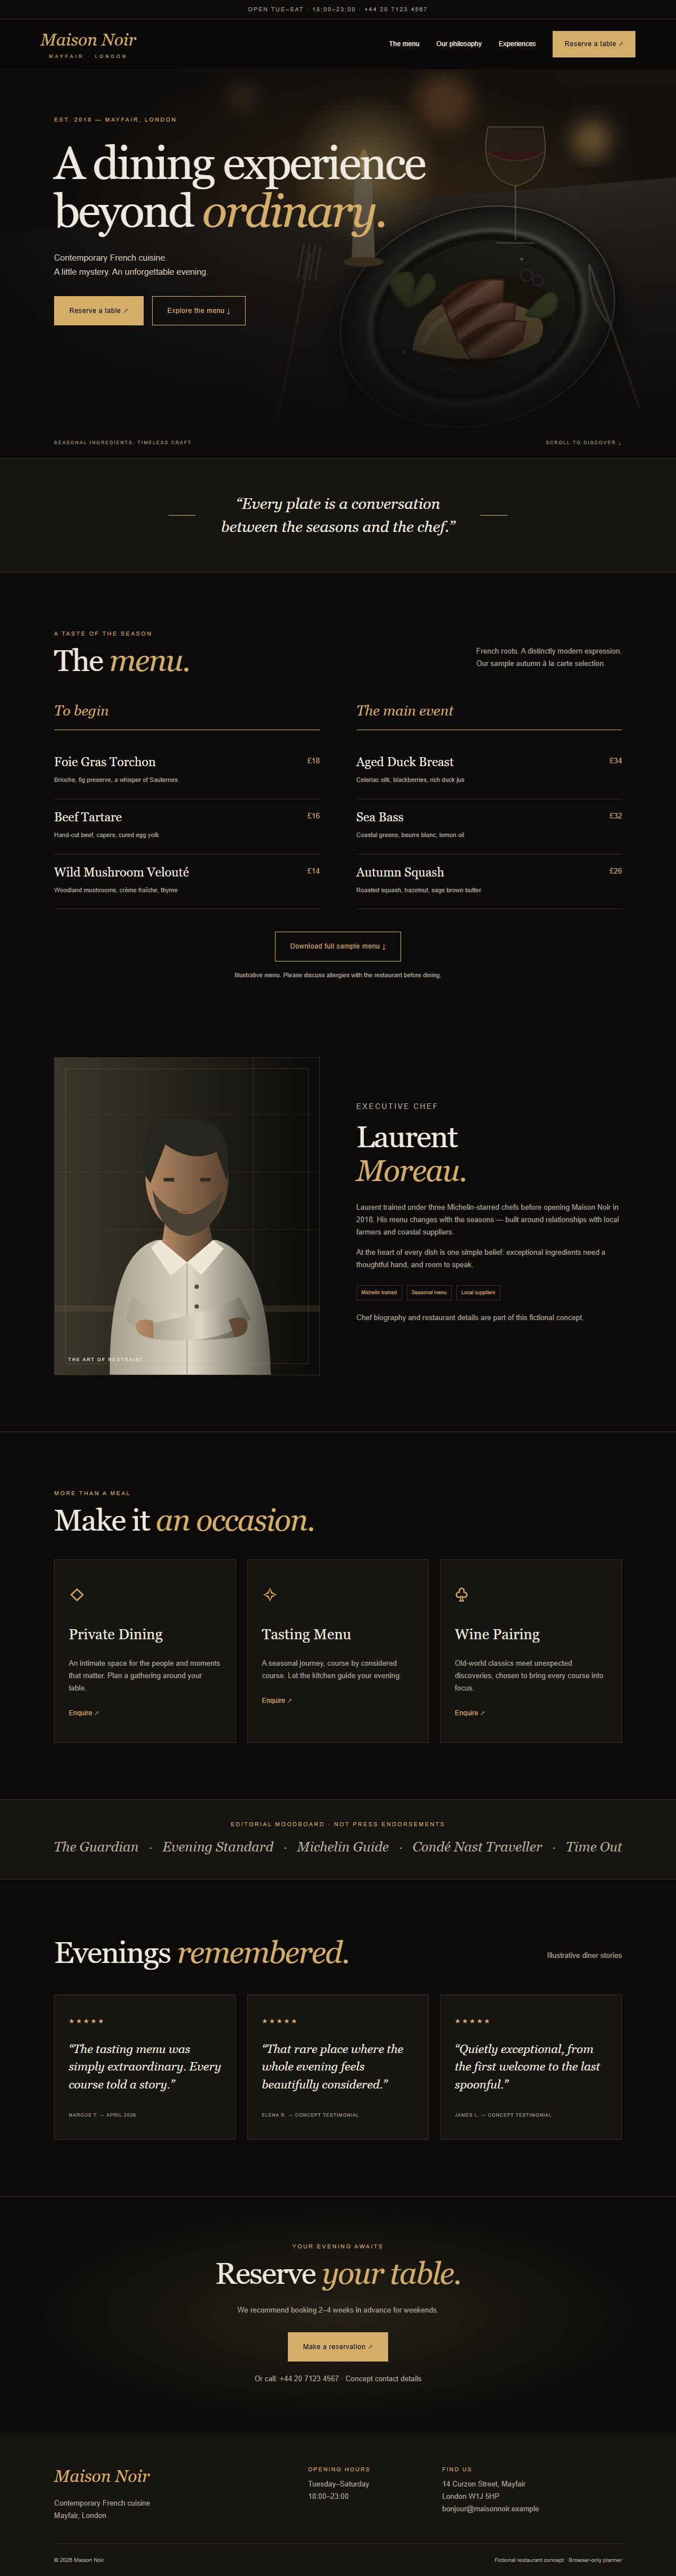 OPEN TUE–SAT · 18:00–23:00 · +44 20 7123 4567
Maison Noir
MAYFAIR · LONDON
The menu
Our philosophy
Experiences
Reserve a table ↗
EST. 2018 — MAYFAIR, LONDON
A dining experience
beyond ordinary.
Contemporary French cuisine.
A little mystery. An unforgettable evening.
Reserve a table ↗
Explore the menu ↓
SEASONAL INGREDIENTS. TIMELESS CRAFT.
SCROLL TO DISCOVER ↓
“Every plate is a conversation
between the seasons and the chef.”
A TASTE OF THE SEASON
The menu.
French roots. A distinctly modern expression.
Our sample autumn à la carte selection.
To begin
Foie Gras Torchon £18
Brioche, fig preserve, a whisper of Sauternes
Beef Tartare £16
Hand-cut beef, capers, cured egg yolk
Wild Mushroom Velouté £14
Woodland mushrooms, crème fraîche, thyme
The main event
Aged Duck Breast £34
Celeriac silk, blackberries, rich duck jus
Sea Bass £32
Coastal greens, beurre blanc, lemon oil
Autumn Squash £26
Roasted squash, hazelnut, sage brown butter
Download full sample menu ↓
Illustrative menu. Please discuss allergies with the restaurant before dining.
THE ART OF RESTRAINT
EXECUTIVE CHEF
Laurent
Moreau.
Laurent trained under three Michelin-starred chefs before opening Maison Noir in
2018. His menu changes with the seasons — built around relationships with local
farmers and coastal suppliers.
At the heart of every dish is one simple belief: exceptional ingredients need a
thoughtful hand, and room to speak.
Michelin trained
Seasonal menu
Local suppliers
Chef biography and restaurant details are part of this fictional concept.
MORE THAN A MEAL
Make it an occasion.
Private Dining
An intimate space for the people and moments
that matter. Plan a gathering around your
table.
Enquire ↗
Tasting Menu
A seasonal journey, course by considered
course. Let the kitchen guide your evening.
Enquire ↗
Wine Pairing
Old-world classics meet unexpected
discoveries, chosen to bring every course into
focus.
Enquire ↗
EDITORIAL MOODBOARD · NOT PRESS ENDORSEMENTS
The Guardian · Evening Standard · Michelin Guide · Condé Nast Traveller · Time Out
Evenings remembered.
Illustrative diner stories
★★★★★
“The tasting menu was
simply extraordinary. Every
course told a story.”
MARCUS T. — APRIL 2026
★★★★★
“That rare place where the
whole evening feels
beautifully considered.”
ELENA R. — CONCEPT TESTIMONIAL
★★★★★
“Quietly exceptional, from
the first welcome to the last
spoonful.”
JAMES L. — CONCEPT TESTIMONIAL
YOUR EVENING AWAITS
Reserve your table.
We recommend booking 2–4 weeks in advance for weekends.
Make a reservation ↗
Or call: +44 20 7123 4567 · Concept contact details
Maison Noir
Contemporary French cuisine
Mayfair, London
OPENING HOURS
Tuesday–Saturday
18:00–23:00
FIND US
14 Curzon Street, Mayfair
London W1J 5HP
bonjour@maisonnoir.example
© 2026 Maison Noir
Fictional restaurant concept · Browser-only planner